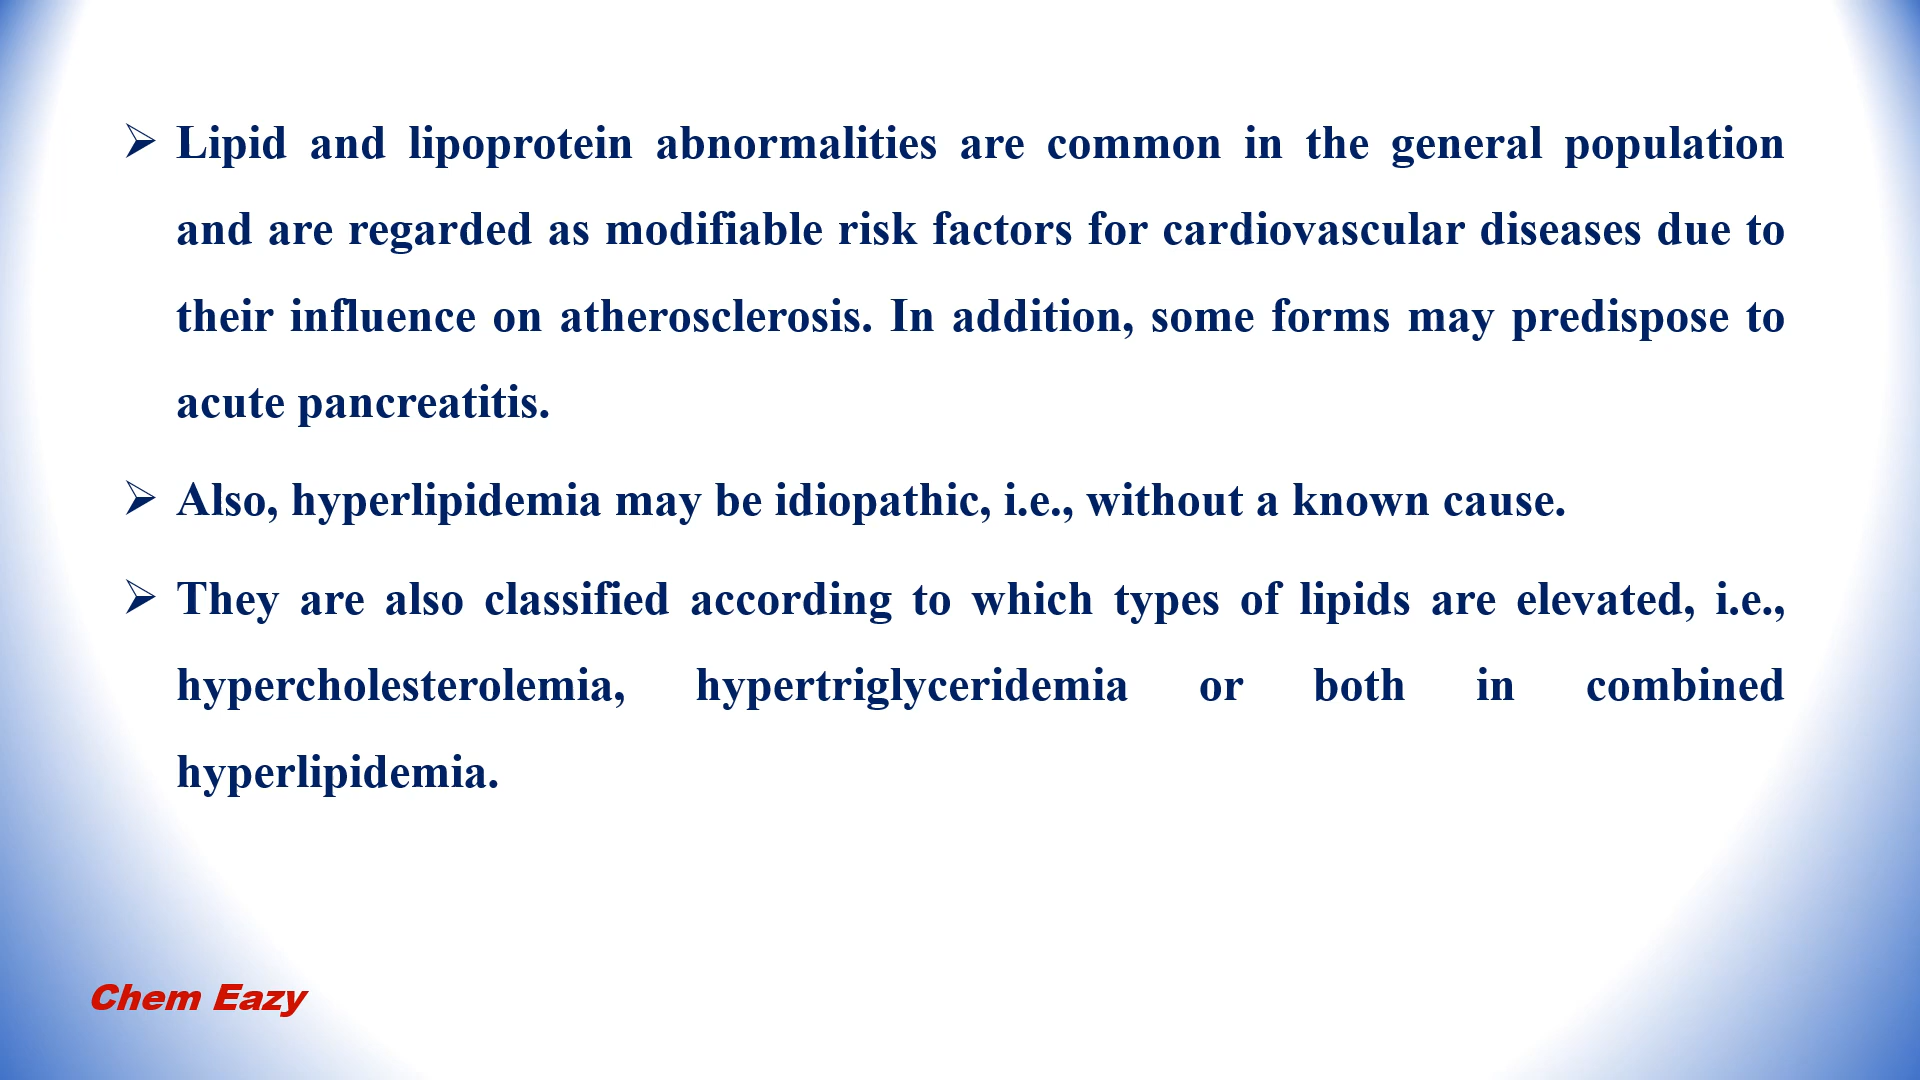 ➢ Lipid and lipoprotein abnormalities are common in the general population
and are regarded as modifiable risk factors for cardiovascular diseases due to
their influence on atherosclerosis. In addition, some forms may predispose to
acute pancreatitis.
➢ Also, hyperlipidemia may be idiopathic, i.e., without a known cause.
➢ They are also classified according to which types of lipids are elevated, i.e.,
hypercholesterolemia, hypertriglyceridemia or both in combined
hyperlipidemia.
Chem Eazy